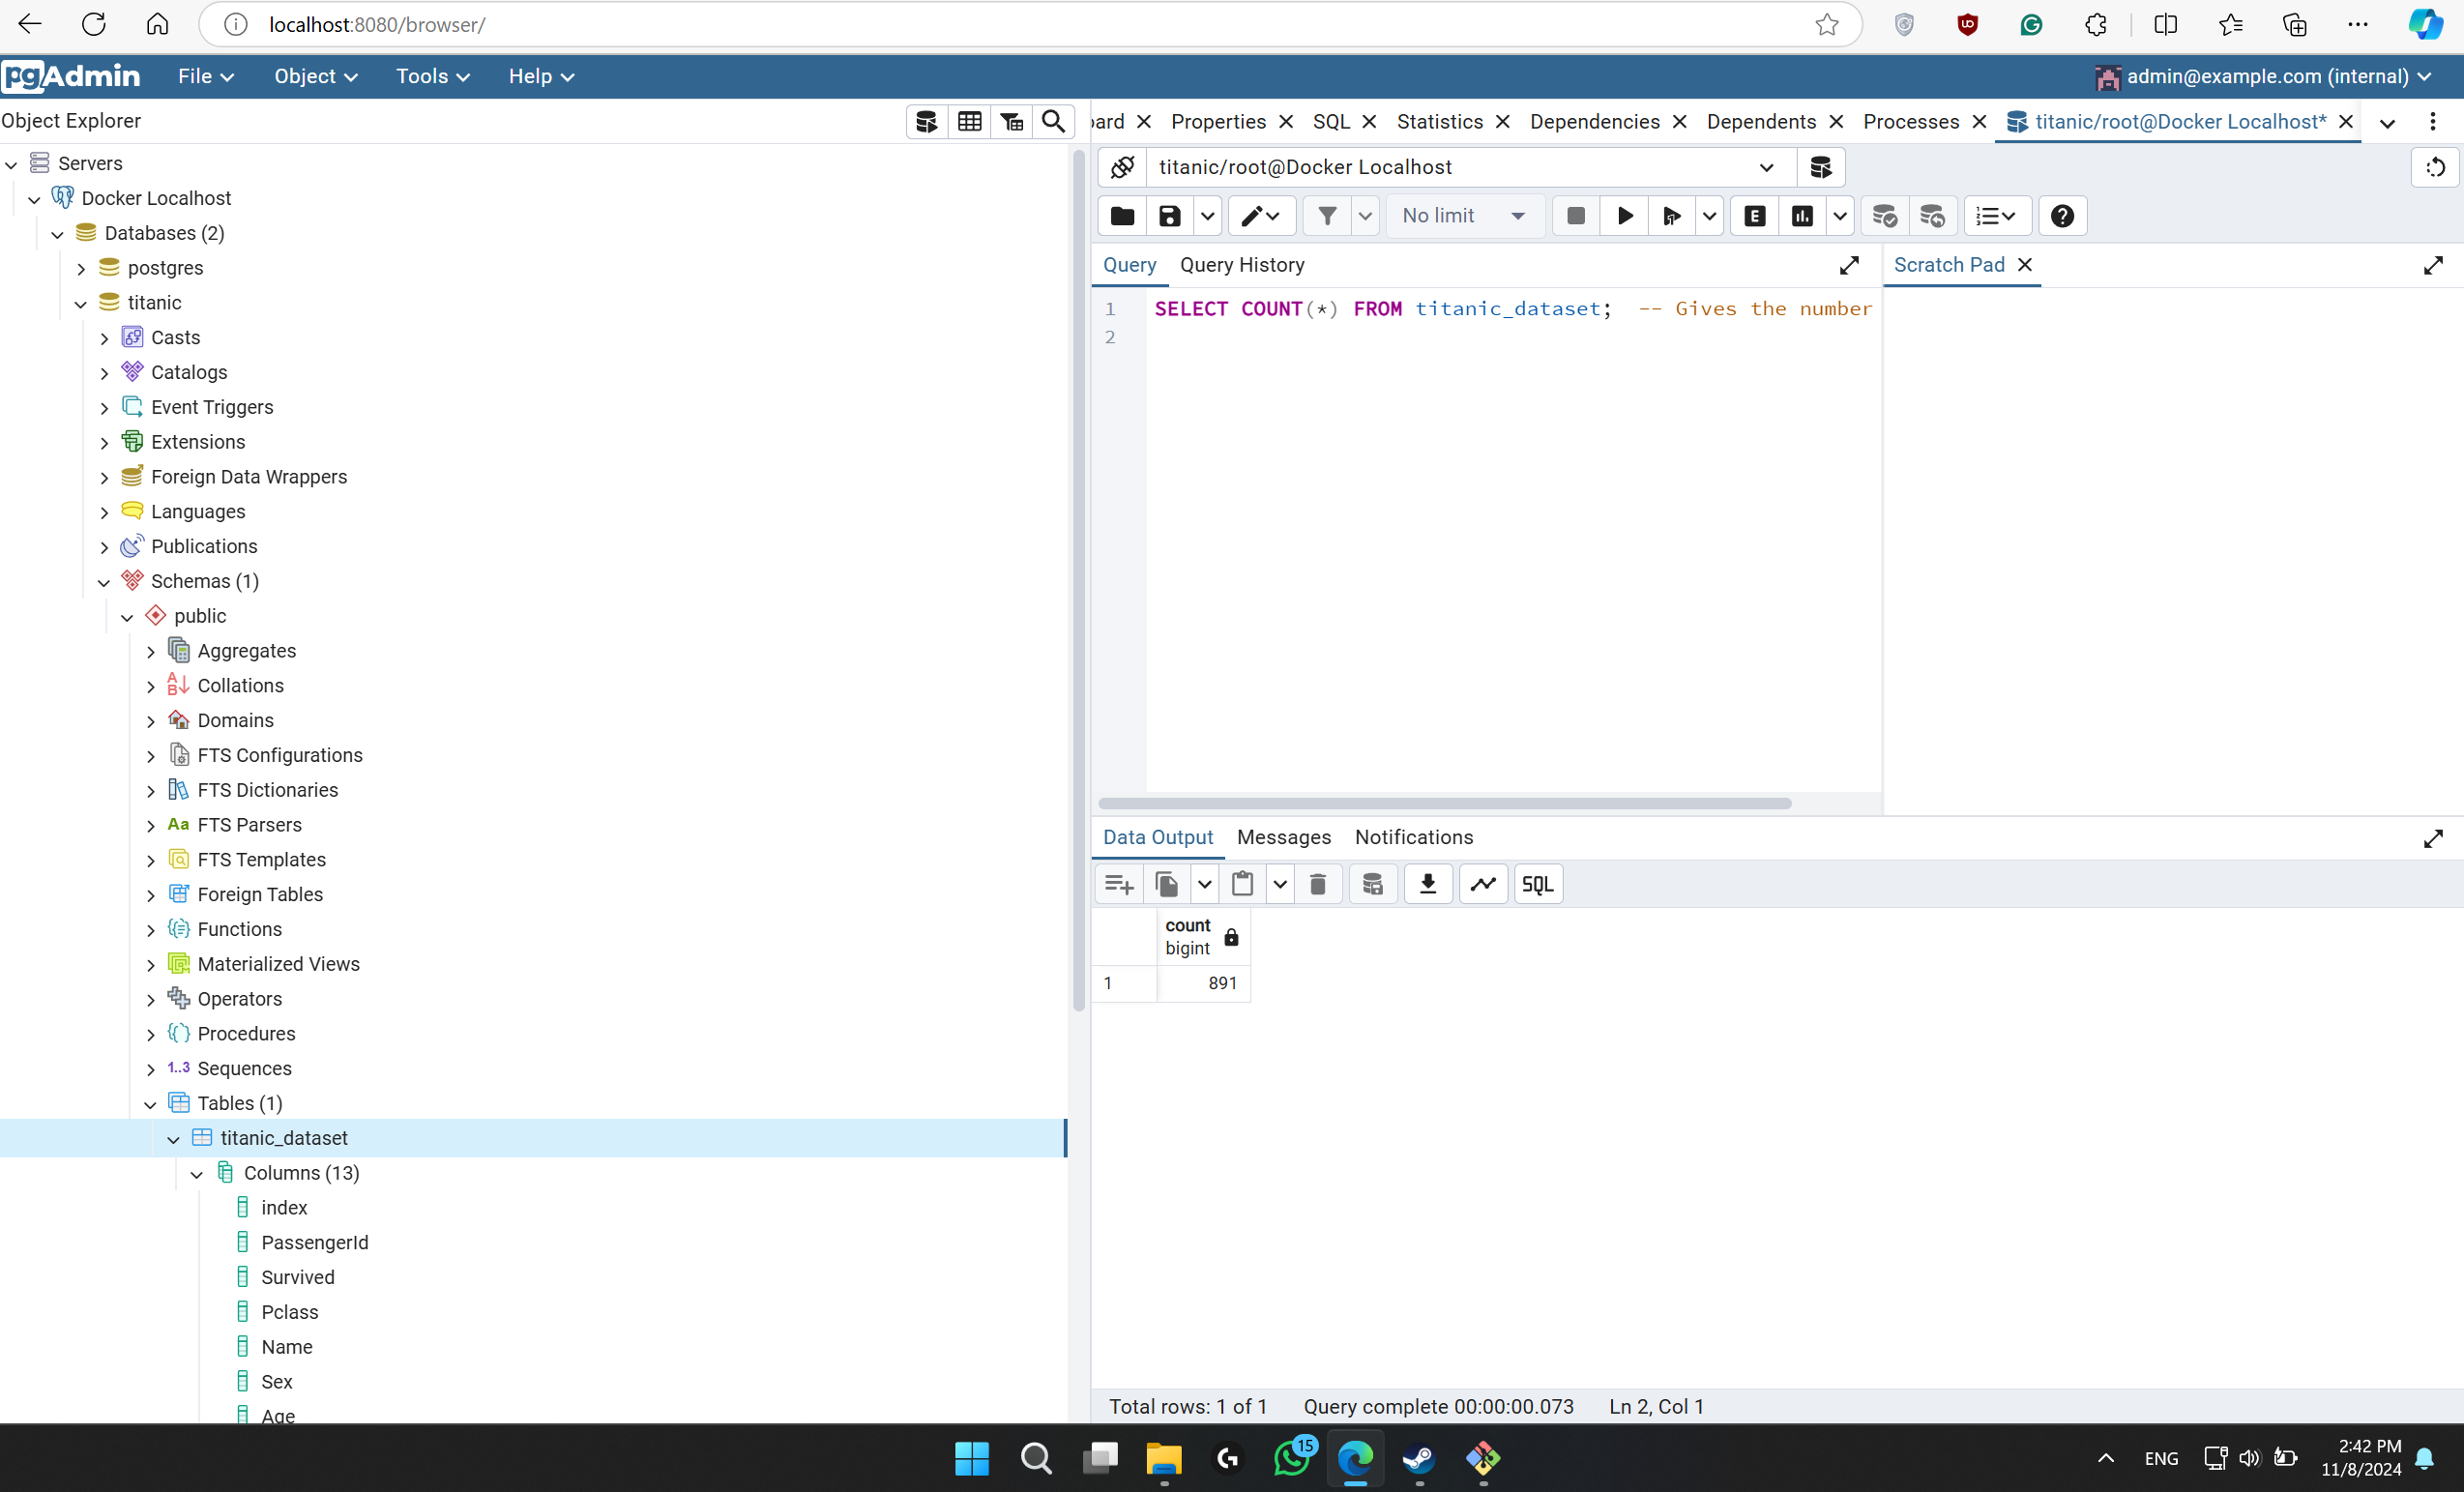 localhost:8080/browser/
pgAdmin File Object Tools Help admin@example.com (internal)
Object Explorer
Servers
Docker Localhost
Databases (2)
postgres
titanic
Casts
Catalogs
Event Triggers
Extensions
Foreign Data Wrappers
Languages
Publications
Schemas (1)
public
Aggregates
Collations
Domains
FTS Configurations
FTS Dictionaries
Aa FTS Parsers
FTS Templates
Foreign Tables
Functions
Materialized Views
Operators
Procedures
1..3 Sequences
Tables (1)
titanic_dataset
Columns (13)
index
PassengerId
Survived
Pclass
Name
Sex
Age
ard Properties SQL Statistics Dependencies Dependents Processes titanic/root@Docker Localhost*
titanic/root@Docker Localhost
No limit E
Query Query History Scratch Pad
1 SELECT COUNT(*) FROM titanic_dataset; -- Gives the number
2
Data Output Messages Notifications
SQL
count
bigint
1 891
Total rows: 1 of 1 Query complete 00:00:00.073 Ln 2, Col 1
15
ENG
2:42 PM
11/8/2024